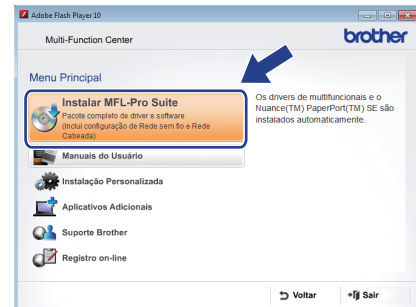 Adobe Flash Player 10
Multi-Function Center
brother
Menu Principal
Instalar MFL-Pro Suite
Pacote completo de driver e software
(Inclui configuração de Rede sem fio e Rede
Cabeada)
Os drivers de multifuncionais e o
Nuance(TM) PaperPort(TM) SE são
instalados automaticamente.
Manuais do Usuário
Instalação Personalizada
Aplicativos Adicionais
Suporte Brother
Registro on-line
Voltar
Sair